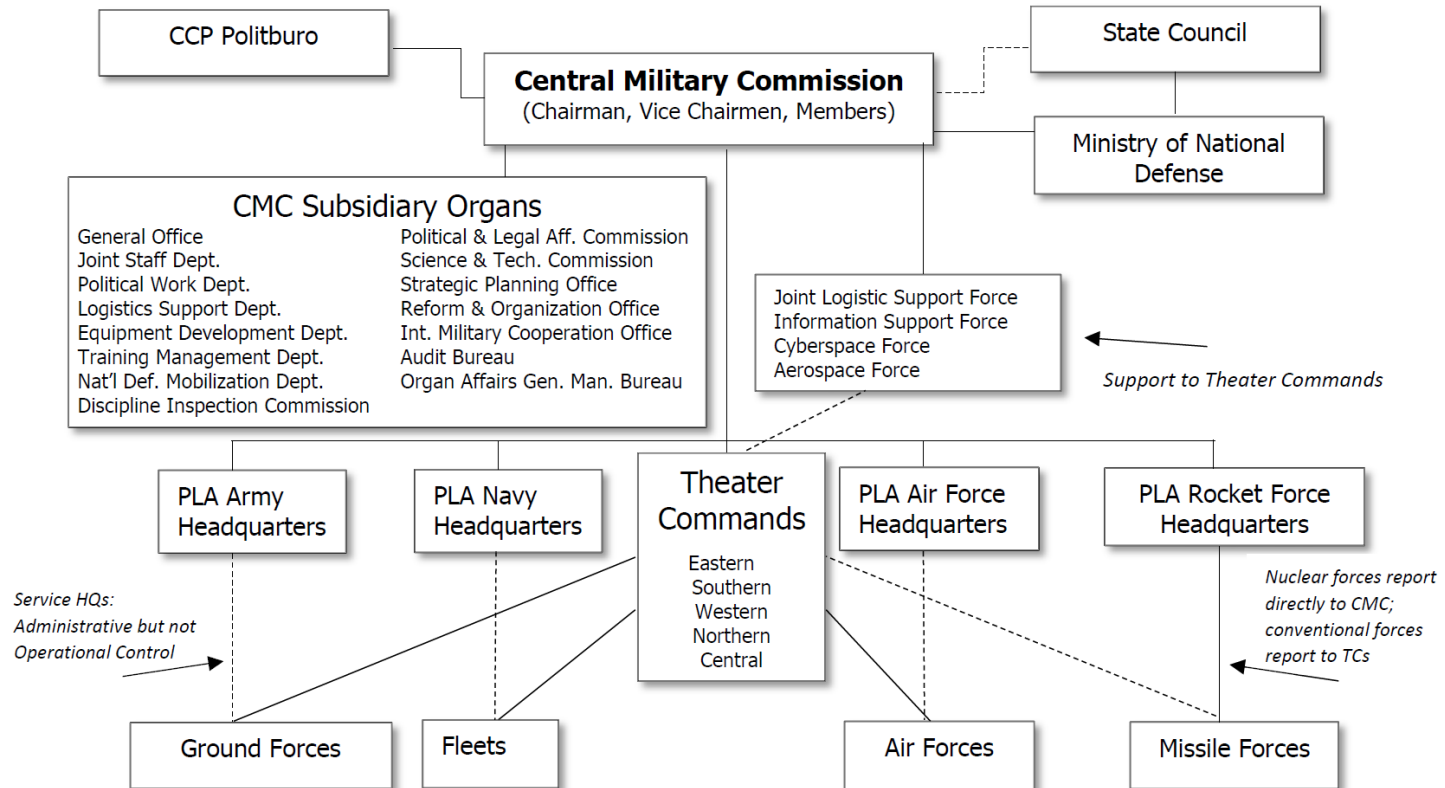 CCP Politburo
State Council
Central Military Commission
(Chairman, Vice Chairmen, Members)
Ministry of National
Defense
CMC Subsidiary Organs
General Office
Joint Staff Dept.
Political Work Dept.
Logistics Support Dept.
Equipment Development Dept.
Training Management Dept.
Nat’l Def. Mobilization Dept.
Discipline Inspection Commission
Political & Legal Aff. Commission
Science & Tech. Commission
Strategic Planning Office
Reform & Organization Office
Int. Military Cooperation Office
Audit Bureau
Organ Affairs Gen. Man. Bureau
Joint Logistic Support Force
Information Support Force
Cyberspace Force
Aerospace Force
Support to Theater Commands
PLA Army
Headquarters
PLA Navy
Headquarters
Theater
Commands
Eastern
Southern
Western
Northern
Central
PLA Air Force
Headquarters
PLA Rocket Force
Headquarters
Service HQs:
Administrative but not
Operational Control
Nuclear forces report
directly to CMC;
conventional forces
report to TCs
Ground Forces
Fleets
Air Forces
Missile Forces